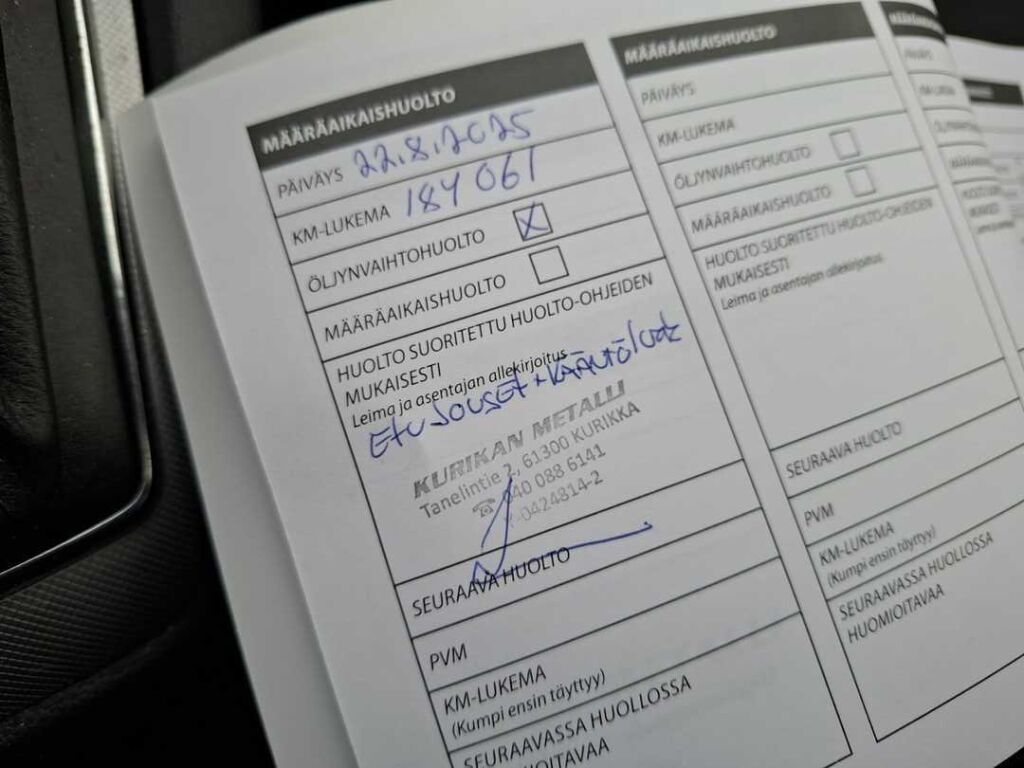 MÄÄRÄAIKAISHUOLTO
PÄIVÄYS 22.8.2025
KM-LUKEMA 184 061
ÖLJYNVAIHTOHUOLTO X
MÄÄRÄAIKAISHUOLTO
HUOLTO SUORITETTU HUOLTO-OHJEIDEN
MUKAISESTI
Leima ja asentajan allekirjoitus
Etu JOUSET +
KURIKAN METALLI
Tanelintie 2, 61300 KURIKKA
040 088 6141
0424814-2
SEURAAVA HUOLTO
PVM
KM-LUKEMA
(Kumpi ensin täyttyy)
SEURAAVASSA HUOLLOSSA
HUOMIOITAVAA
MÄÄRÄAIKAISHUOLTO
PÄIVÄYS
KM-LUKEMA
ÖLJYNVAIHTOHUOLTO
MÄÄRÄAIKAISHUOLTO
HUOLTO SUORITETTU HUOLTO-OHJEIDEN
MUKAISESTI
Leima ja asentajan allekirjoitus
SEURAAVA HUOLTO
PVM
KM-LUKEMA
(Kumpi ensin täyttyy)
SEURAAVASSA HUOLLOSSA
HUOMIOITAVAA